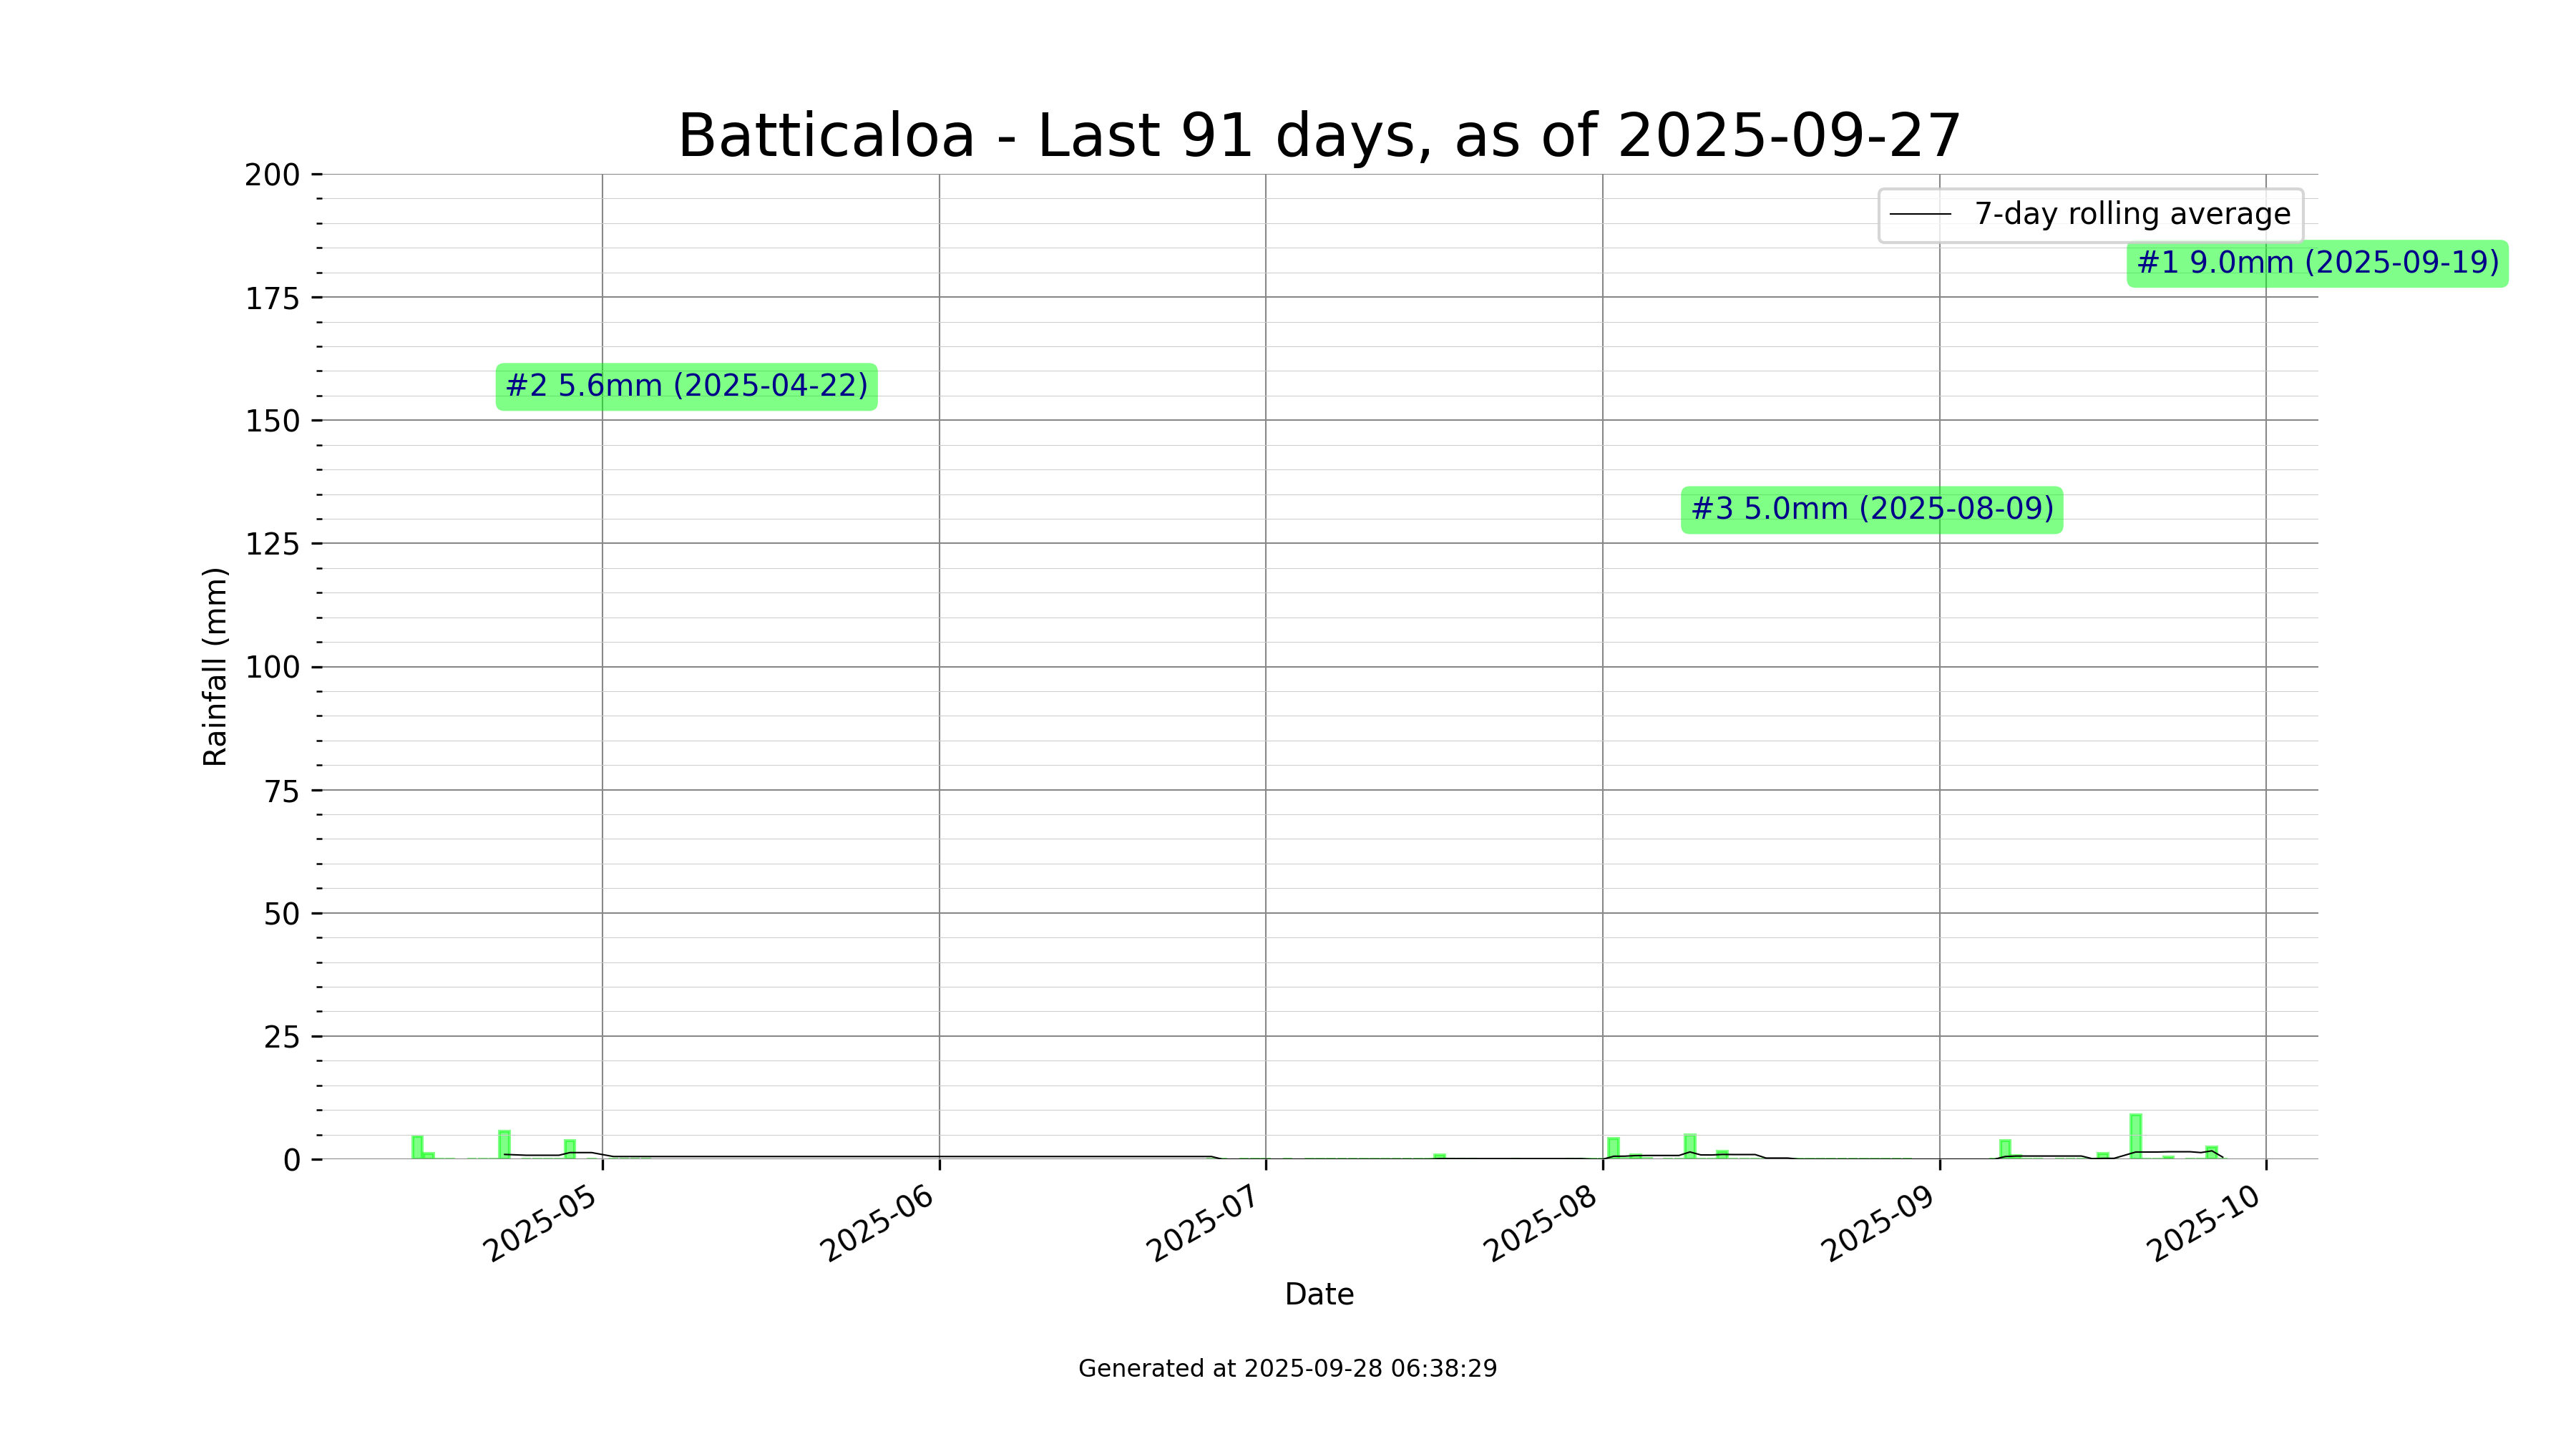 Batticaloa - Last 91 days, as of 2025-09-27
200
7-day rolling average
#1 9.0mm (2025-09-19)
175
#2 5.6mm (2025-04-22)
150
#3 5.0mm (2025-08-09)
125
Rainfall (mm)
100
75
50
25
0
2025-05
2025-06
2025-07
2025-08
2025-09
2025-10
Date
Generated at 2025-09-28 06:38:29